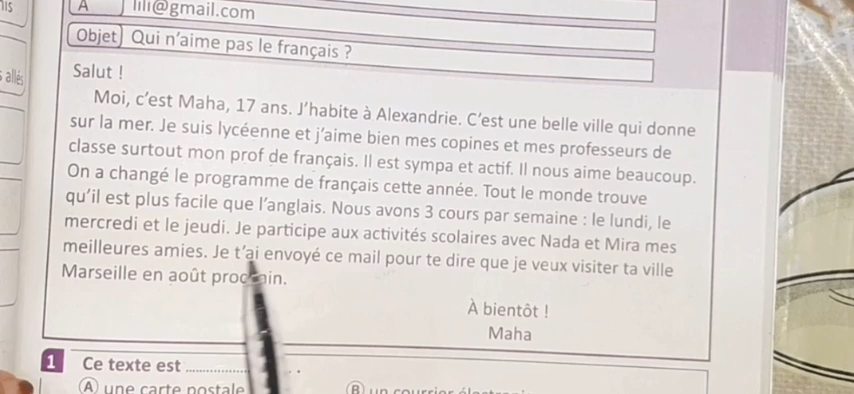 A lili@gmail.com
Objet Qui n'aime pas le français ?
Salut !
Moi, c'est Maha, 17 ans. J'habite à Alexandrie. C'est une belle ville qui donne
sur la mer. Je suis lycéenne et j'aime bien mes copines et mes professeurs de
classe surtout mon prof de français. Il est sympa et actif. Il nous aime beaucoup.
On a changé le programme de français cette année. Tout le monde trouve
qu'il est plus facile que l'anglais. Nous avons 3 cours par semaine : le lundi, le
mercredi et le jeudi. Je participe aux activités scolaires avec Nada et Mira mes
meilleures amies. Je t'ai envoyé ce mail pour te dire que je veux visiter ta ville
Marseille en août prochain.
À bientôt !
Maha
1 Ce texte est ............... .
A une carte postale
B un courrier